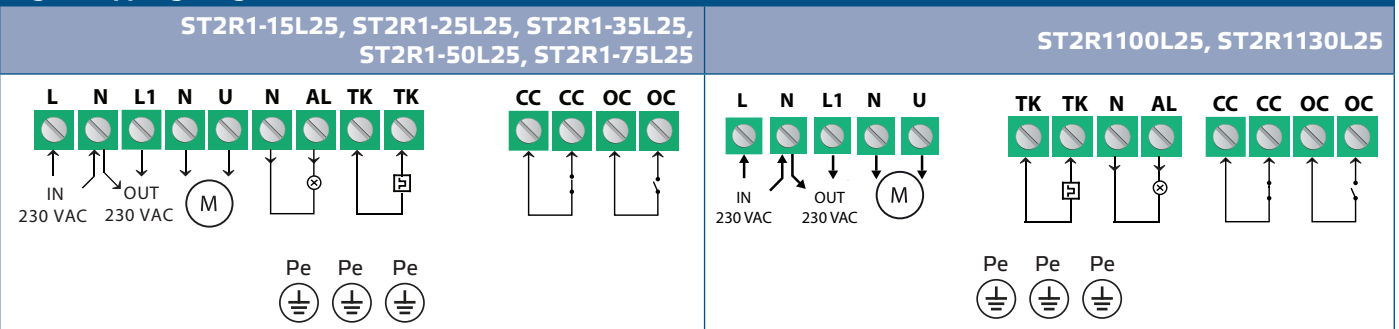 ST2R1-15L25, ST2R1-25L25, ST2R1-35L25,
ST2R1-50L25, ST2R1-75L25
L N L1 N U N AL TK TK CC CC OC OC
IN OUT
230 VAC 230 VAC M
Pe Pe Pe
ST2R1100L25, ST2R1130L25
L N L1 N U TK TK N AL CC CC OC OC
IN OUT
230 VAC 230 VAC M
Pe Pe Pe